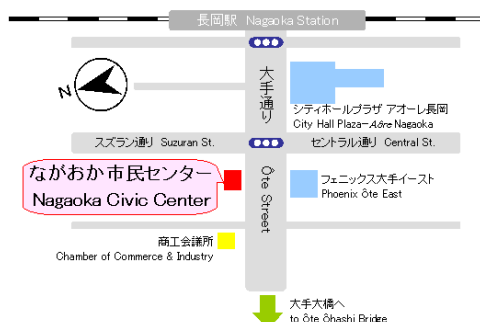 長岡駅 Nagaoka Station
N
大手通り
シティホールプラザ アオーレ長岡
City Hall Plaza-Aôre Nagaoka
スズラン通り Suzuran St.
セントラル通り Central St.
ながおか市民センター
Nagaoka Civic Center
Ôte Street
フェニックス大手イースト
Phoenix Ôte East
商工会議所
Chamber of Commerce & Industry
大手大橋へ
to Ôte Ôhashi Bridge